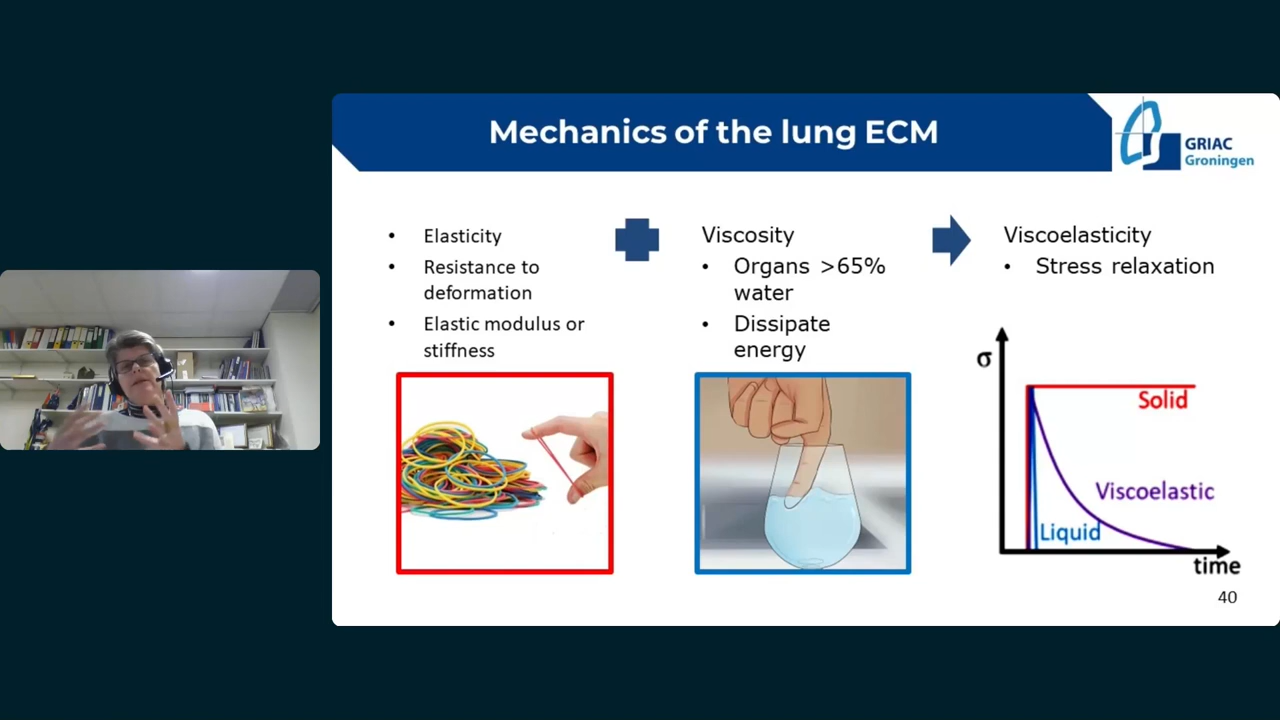 Mechanics of the lung ECM
GRIAC
Groningen
• Elasticity
• Resistance to
deformation
• Elastic modulus or
stiffness
Viscosity
• Organs >65%
water
• Dissipate
energy
Viscoelasticity
• Stress relaxation
σ
Solid
Viscoelastic
Liquid
time
40